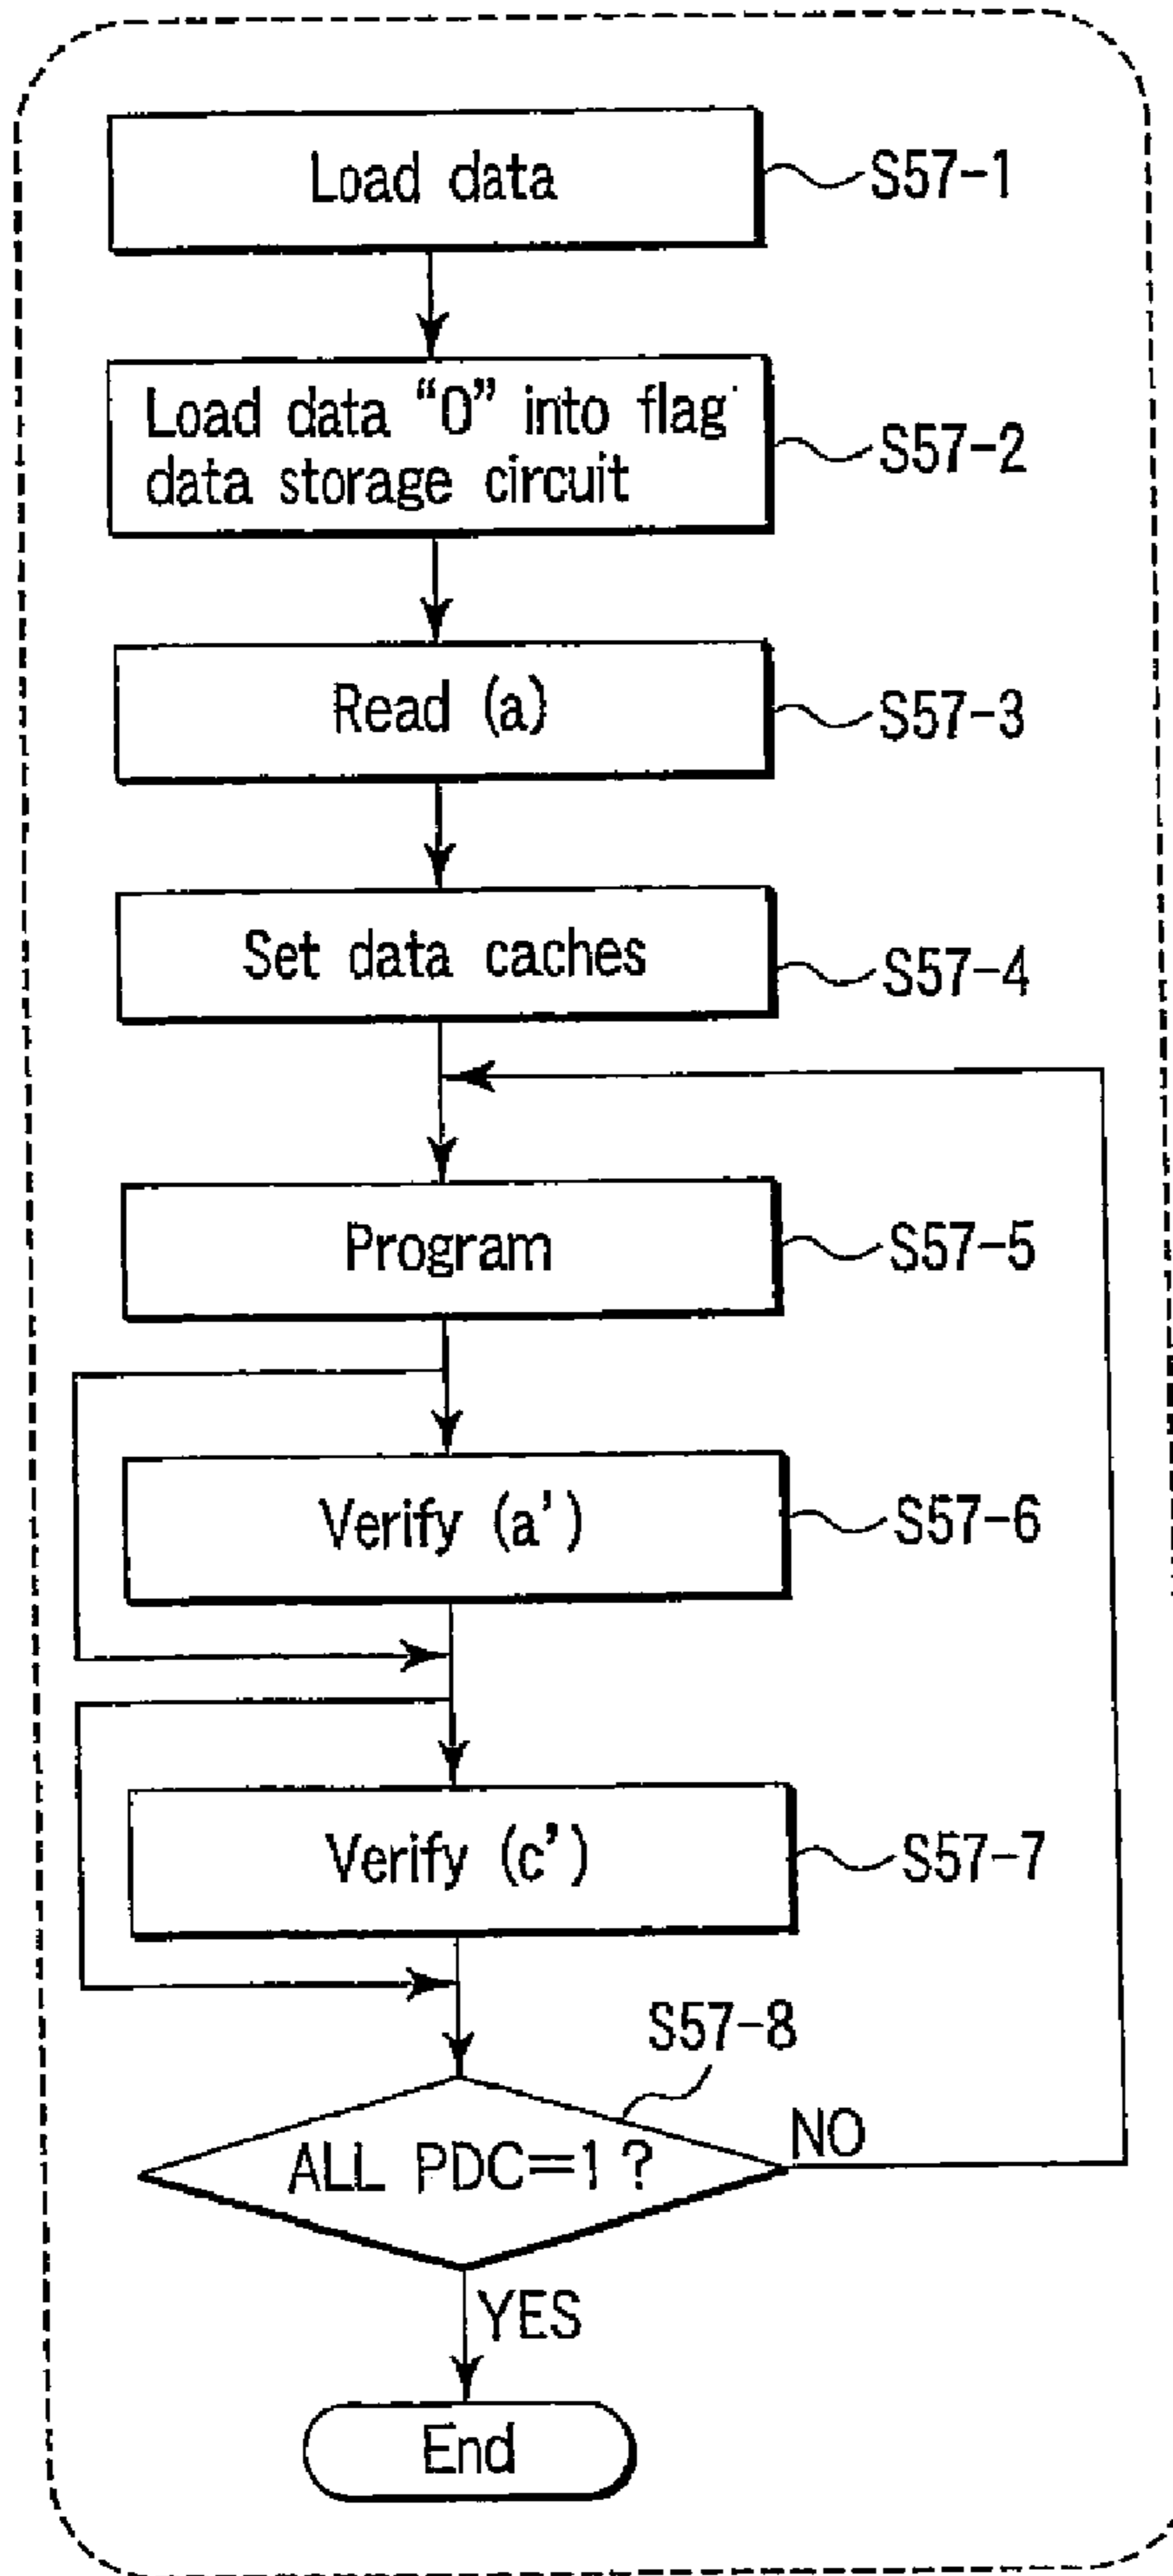 Load data
S57-1
Load data “0” into flag
data storage circuit
S57-2
Read (a)
S57-3
Set data caches
S57-4
Program
S57-5
Verify (a’)
S57-6
Verify (c’)
S57-7
S57-8
ALL PDC=1 ?
NO
YES
End